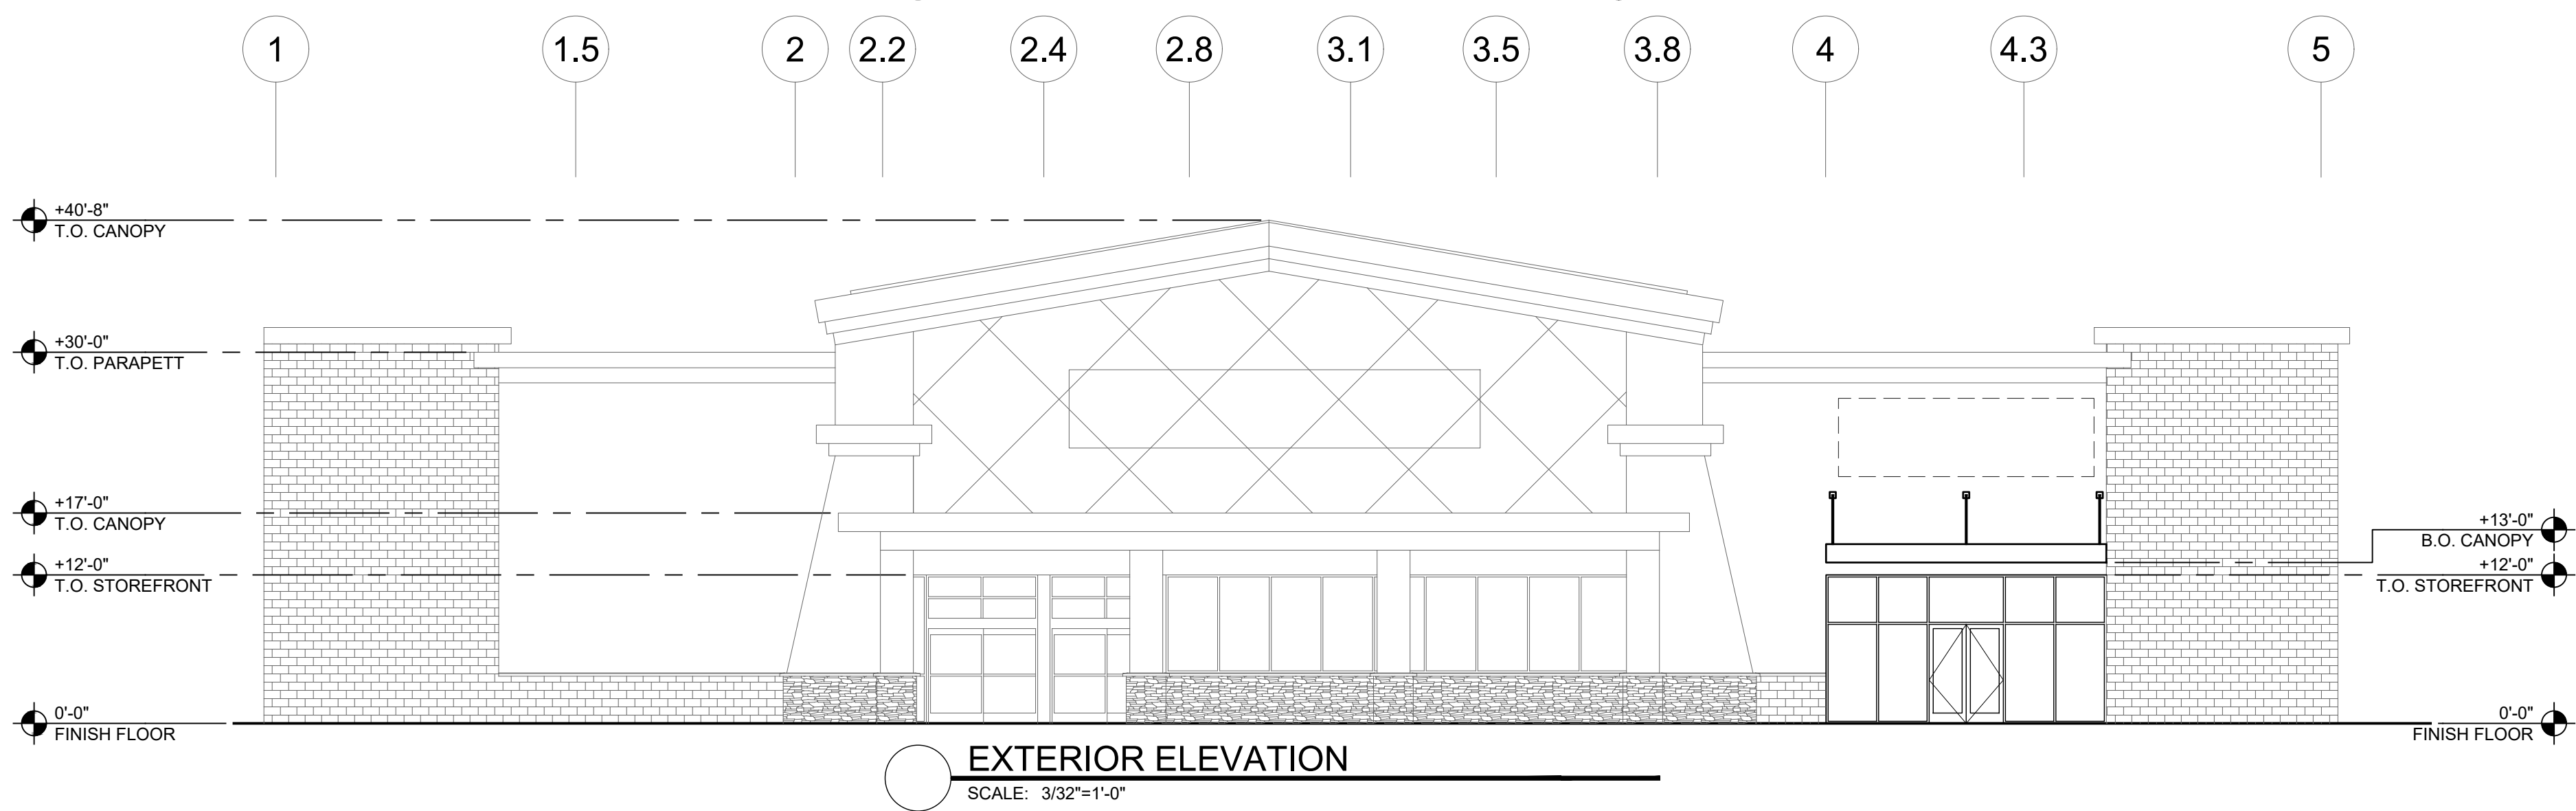 1 1.5 2 2.2 2.4 2.8 3.1 3.5 3.8 4 4.3 5
+40'-8"
T.O. CANOPY
+30'-0"
T.O. PARAPETT
+17'-0"
T.O. CANOPY
+12'-0"
T.O. STOREFRONT
0'-0"
FINISH FLOOR
+13'-0"
B.O. CANOPY
+12'-0"
T.O. STOREFRONT
0'-0"
FINISH FLOOR
EXTERIOR ELEVATION
SCALE: 3/32"=1'-0"